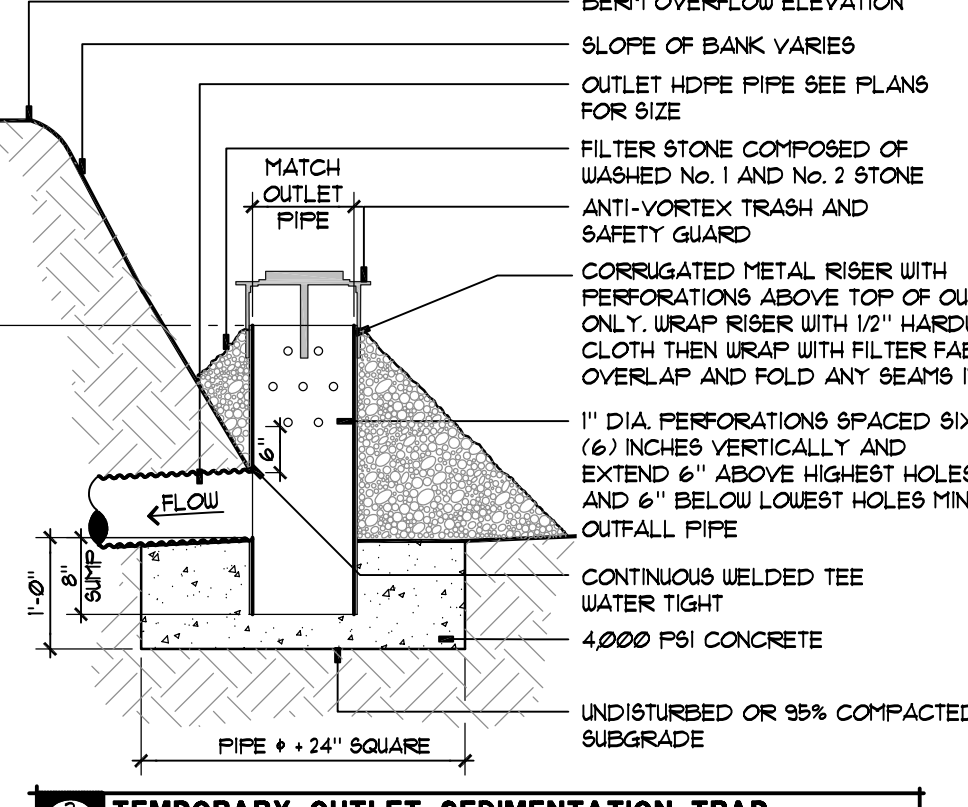 BERM OVERFLOW ELEVATION
SLOPE OF BANK VARIES
OUTLET HDPE PIPE SEE PLANS
FOR SIZE
FILTER STONE COMPOSED OF
WASHED No. 1 AND No. 2 STONE
ANTI-VORTEX TRASH AND
SAFETY GUARD
CORRUGATED METAL RISER WITH
PERFORATIONS ABOVE TOP OF
ONLY. WRAP RISER WITH 1/2"
CLOTH THEN WRAP WITH FILTER
OVERLAP AND FOLD ANY SEAMS
1" DIA. PERFORATIONS SPACED
(6) INCHES VERTICALLY AND
EXTEND 6" ABOVE HIGHEST HOLES
AND 6" BELOW LOWEST HOLES
OUTFALL PIPE
CONTINUOUS WELDED TEE
WATER TIGHT
4,000 PSI CONCRETE
UNDISTURBED OR 95% COMPACTED
SUBGRADE
MATCH
OUTLET
PIPE
6"
FLOW
1'-0"
8"
SUMP
PIPE ϕ + 24" SQUARE
TEMPORARY OUTLET SEDIMENTATION TRAP